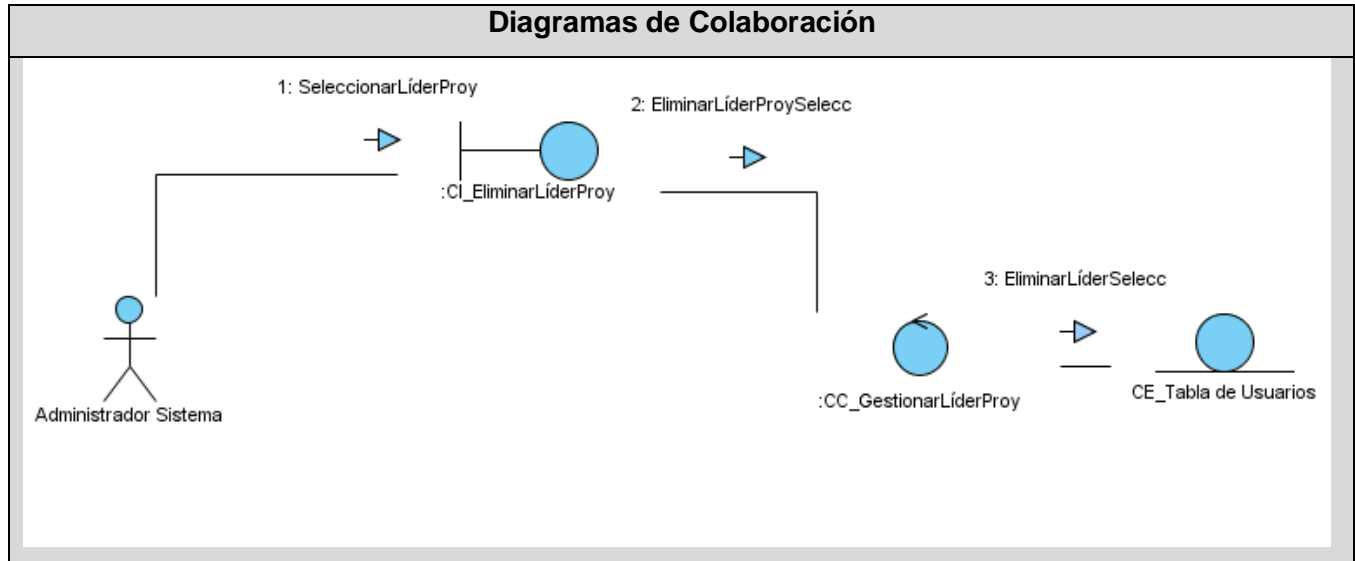 Diagramas de Colaboración
1: SeleccionarLíderProy
2: EliminarLíderProySelecc
:CI_EliminarLíderProy
3: EliminarLíderSelecc
Administrador Sistema
:CC_GestionarLíderProy
CE_Tabla de Usuarios